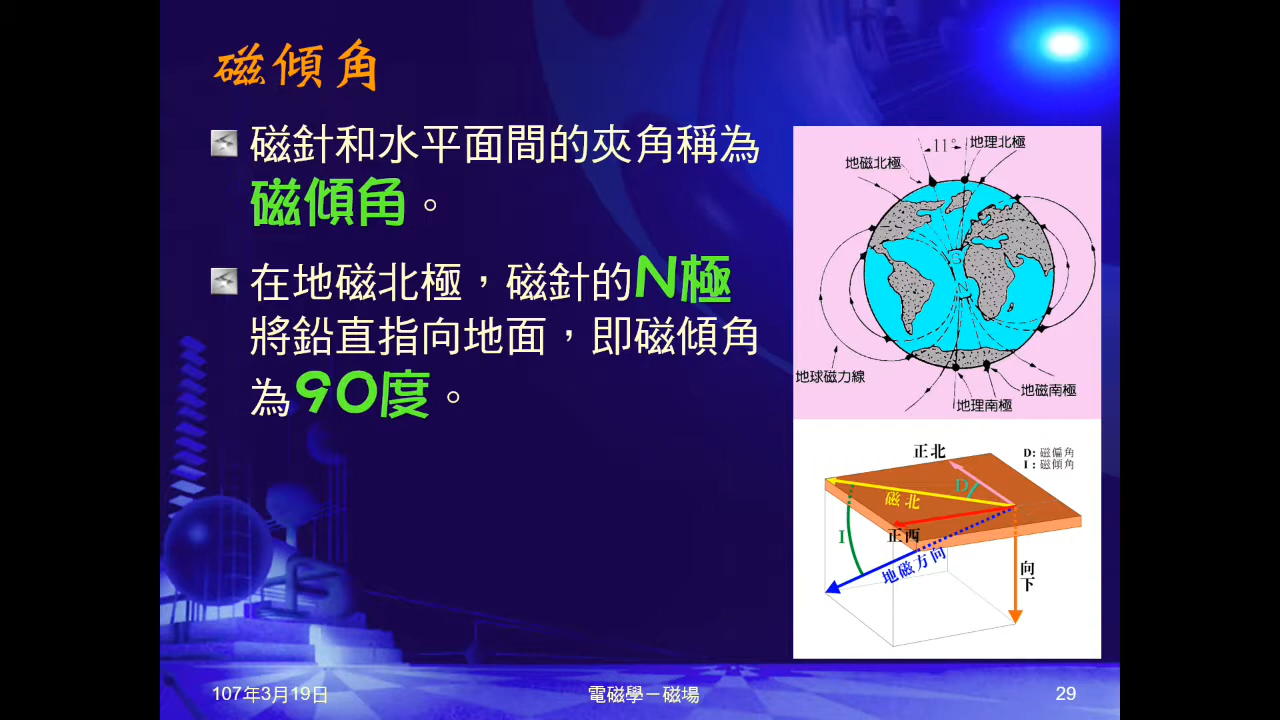 磁傾角
磁針和水平面間的夾角稱為
磁傾角。
在地磁北極，磁針的N極
將鉛直指向地面，即磁傾角
為90度。
11°
地理北極
地磁北極
S
N
地球磁力線
地磁南極
地理南極
正北
D: 磁偏角
I : 磁傾角
D
磁北
正西
I
地磁方向
向下
107年3月19日
電磁學－磁場
29